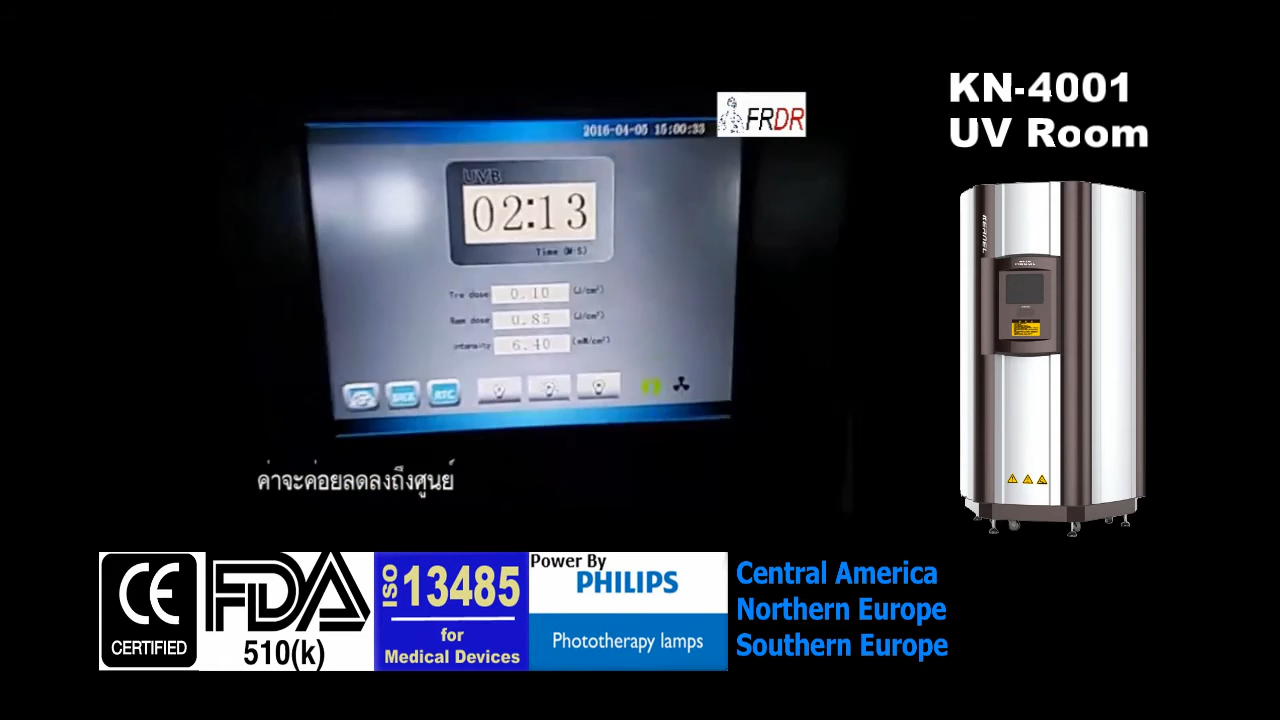 KN-4001
UV Room
FRDR
2016-04-05 15:00:33
UVB
02:13
Time (M:S)
Tre dose 0.10 (J/cm²)
Rem dose 0.85 (J/cm²)
intensity 6.40 (mW/cm²)
BACK RTC
KERNEL
ค่าจะค่อยลดลงถึงศูนย์
CE
CERTIFIED
FDA
510(k)
ISO 13485
for
Medical Devices
Power By
PHILIPS
Phototherapy lamps
Central America
Northern Europe
Southern Europe